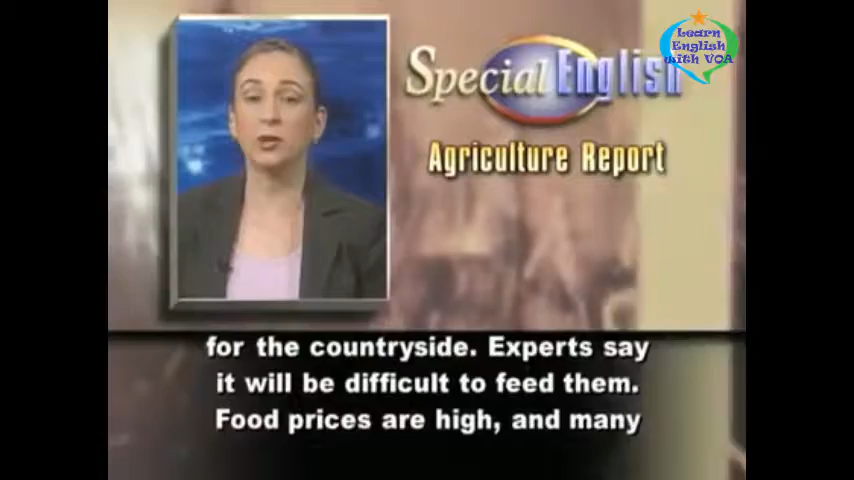 Special English
Learn
English
with VOA
Agriculture Report
for the countryside. Experts say
it will be difficult to feed them.
Food prices are high, and many